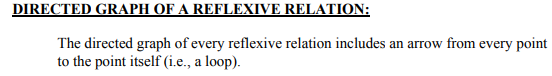 DIRECTED GRAPH OF A REFLEXIVE RELATION:
The directed graph of every reflexive relation includes an arrow from every point
to the point itself (i.e., a loop).